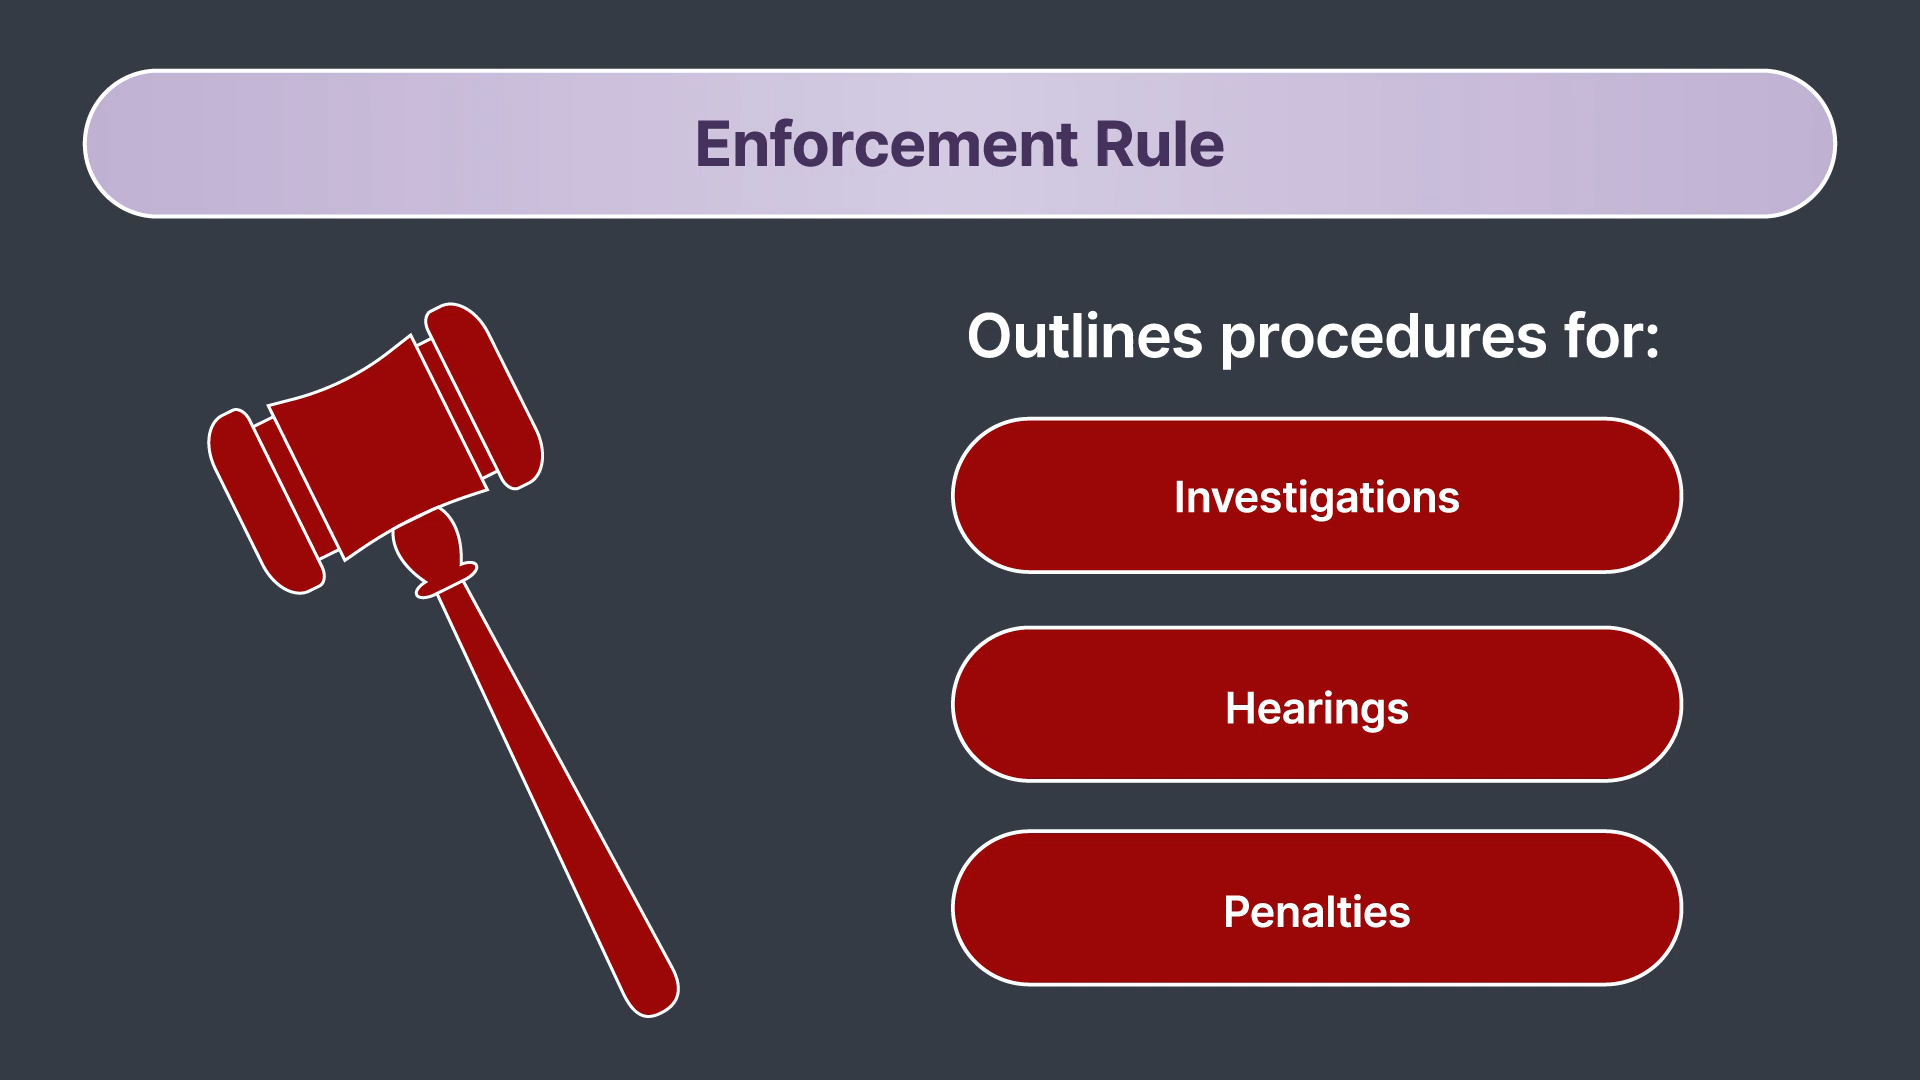 Enforcement Rule
Outlines procedures for:
Investigations
Hearings
Penalties